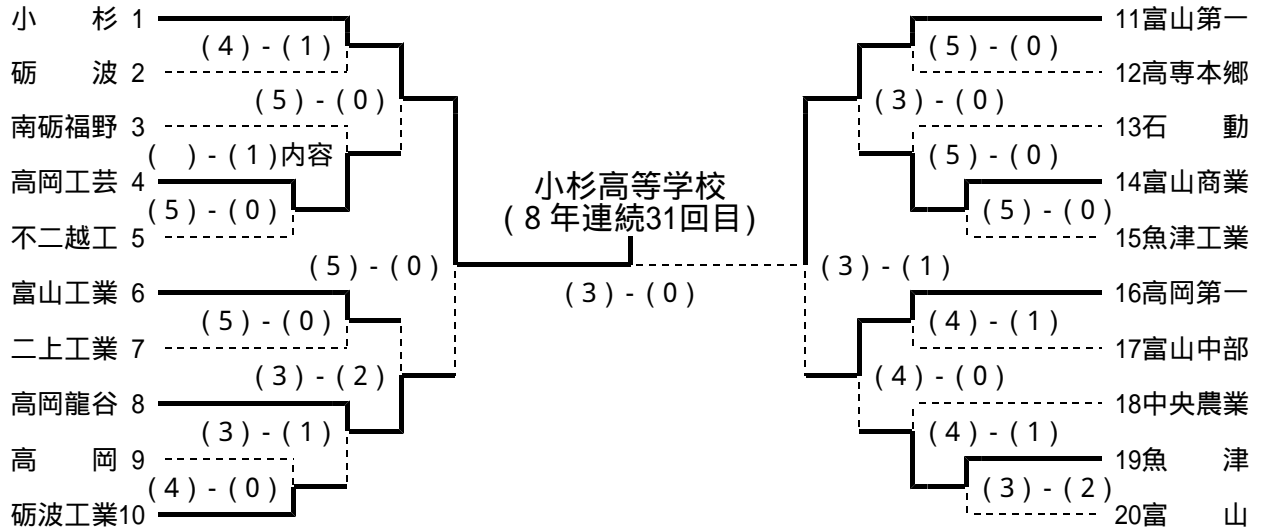 小　　杉 1
(4)-(1)
砺　　波 2
(5)-(0)
南砺福野 3
(　)-(1)内容
高岡工芸 4
(5)-(0)
不二越工 5
(5)-(0)
富山工業 6
(5)-(0)
二上工業 7
(3)-(2)
高岡龍谷 8
(3)-(1)
高　　岡 9
(4)-(0)
砺波工業10
小杉高等学校
(８年連続31回目)
(3)-(0)
11富山第一
(5)-(0)
12高専本郷
(3)-(0)
13石　　動
(5)-(0)
14富山商業
(5)-(0)
15魚津工業
(3)-(1)
16高岡第一
(4)-(1)
17富山中部
(4)-(0)
18中央農業
(4)-(1)
19魚　　津
(3)-(2)
20富　　山